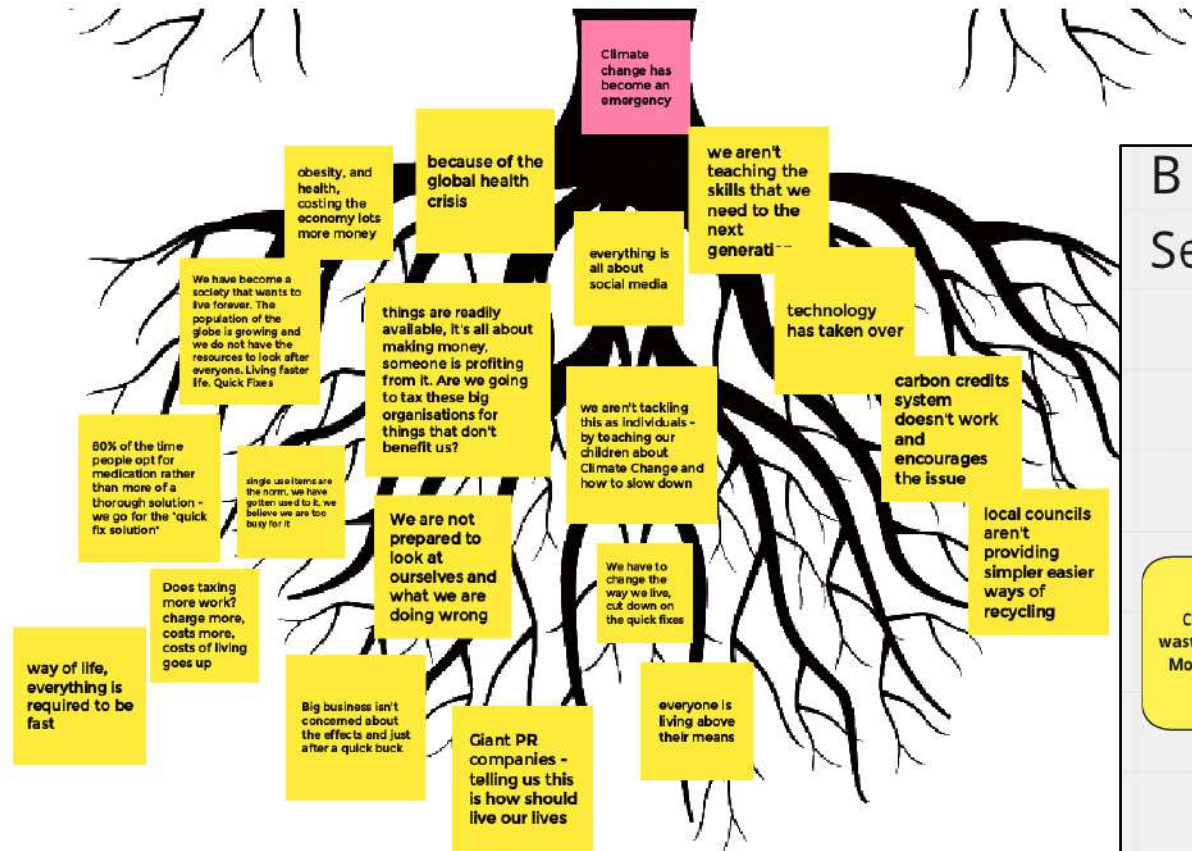 Climate
change has
become an
emergency
because of the
global health
crisis
we aren't
teaching the
skills that we
need to the
next
obesity, and
health,
costing the
economy lots
more money
everything is
all about
social media
We have become a
society that wants to
live forever. The
population of the
globe is growing and
we do not have the
resources to look after
everyone. Living faster
life. Quick Fixes
things are readily
available, it's all about
making money,
someone is profiting
from it. Are we going
to tax these big
organisations for
things that don't
benefit us?
technology
has taken over
carbon credits
system
doesn't work
and
encourages
the issue
we aren't tackling
this as individuals -
by teaching our
children about
Climate Change and
how to slow down
80% of the time
people opt for
medication rather
than more of a
thorough solution -
we go for the "quick
fix solution"
single use items are
the norm, we have
gotten used to it, we
believe we are too
busy for it
We are not
prepared to
look at
ourselves and
what we are
doing wrong
local councils
aren't
providing
simpler easier
ways of
recycling
We have to
change the
way we live,
cut down on
the quick fixes
Does taxing
more work?
charge more,
costs more,
costs of living
goes up
way of life,
everything is
required to be
fast
Big business isn't
concerned about
the effects and just
after a quick buck
Giant PR
companies -
telling us this
is how should
live our lives
everyone is
living above
their means
B
Se
C
wast
Mo